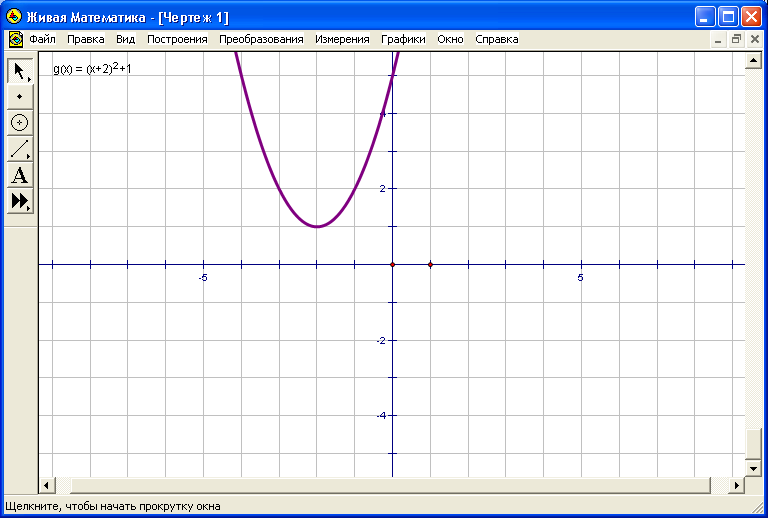 Живая Математика - [Чертеж 1]
Файл Правка Вид Построения Преобразования Измерения Графики Окно Справка
g(x) = (x+2)²+1
A
4
2
-5
5
-2
-4
Щелкните, чтобы начать прокрутку окна